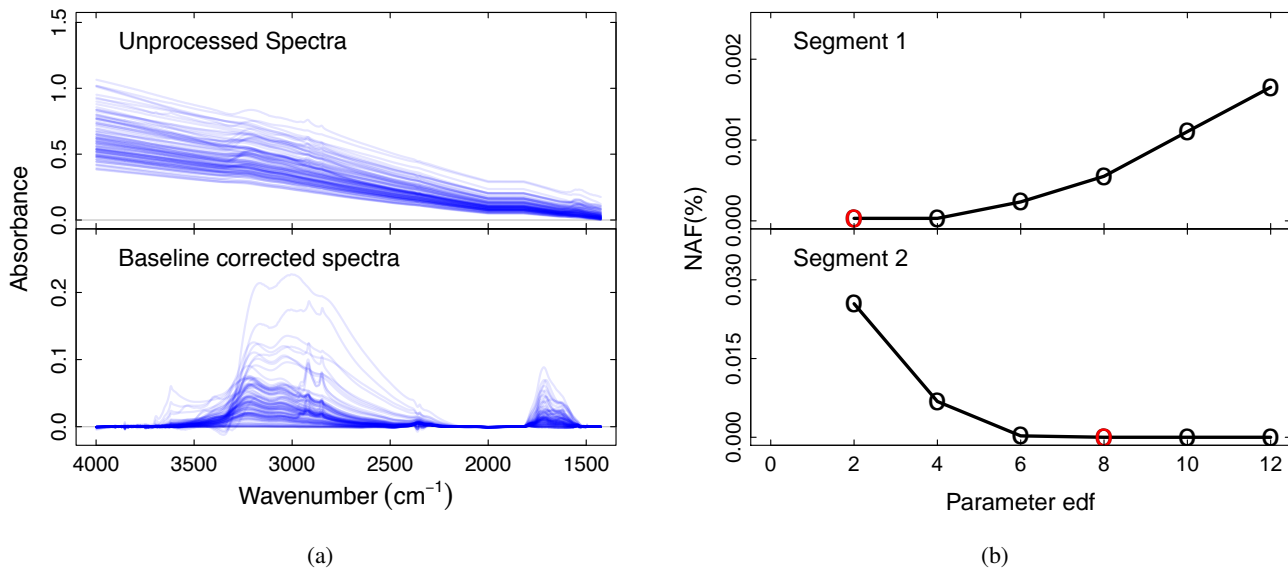 Unprocessed Spectra
0.0 0.5 1.0 1.5
Baseline corrected spectra
0.0 0.1 0.2
Absorbance
4000 3500 3000 2500 2000 1500
Wavenumber (cm⁻¹)
(a)
Segment 1
0.000 0.001 0.002
Segment 2
0.000 0.015 0.030
NAF(%)
0 2 4 6 8 10 12
Parameter edf
(b)